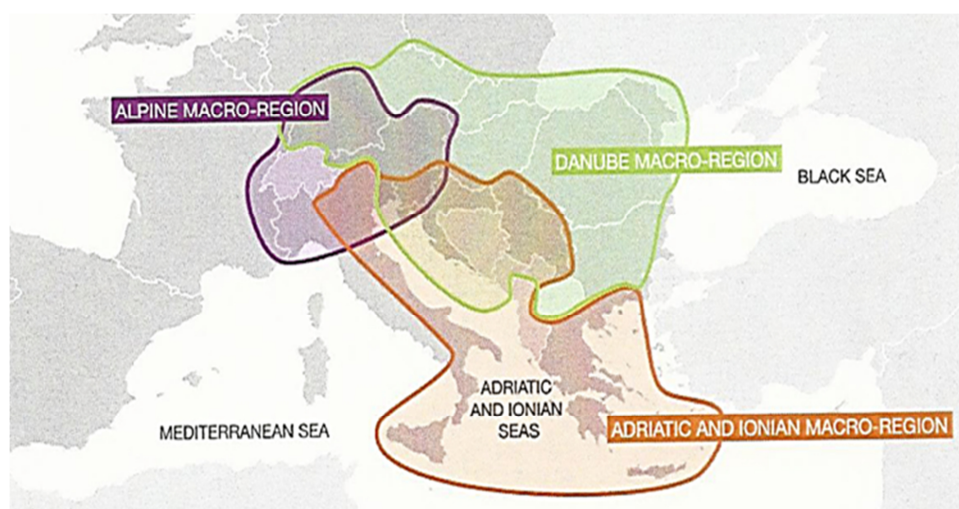 ALPINE MACRO-REGION
DANUBE MACRO-REGION
BLACK SEA
ADRIATIC
AND IONIAN
SEAS
MEDITERRANEAN SEA
ADRIATIC AND IONIAN MACRO-REGION